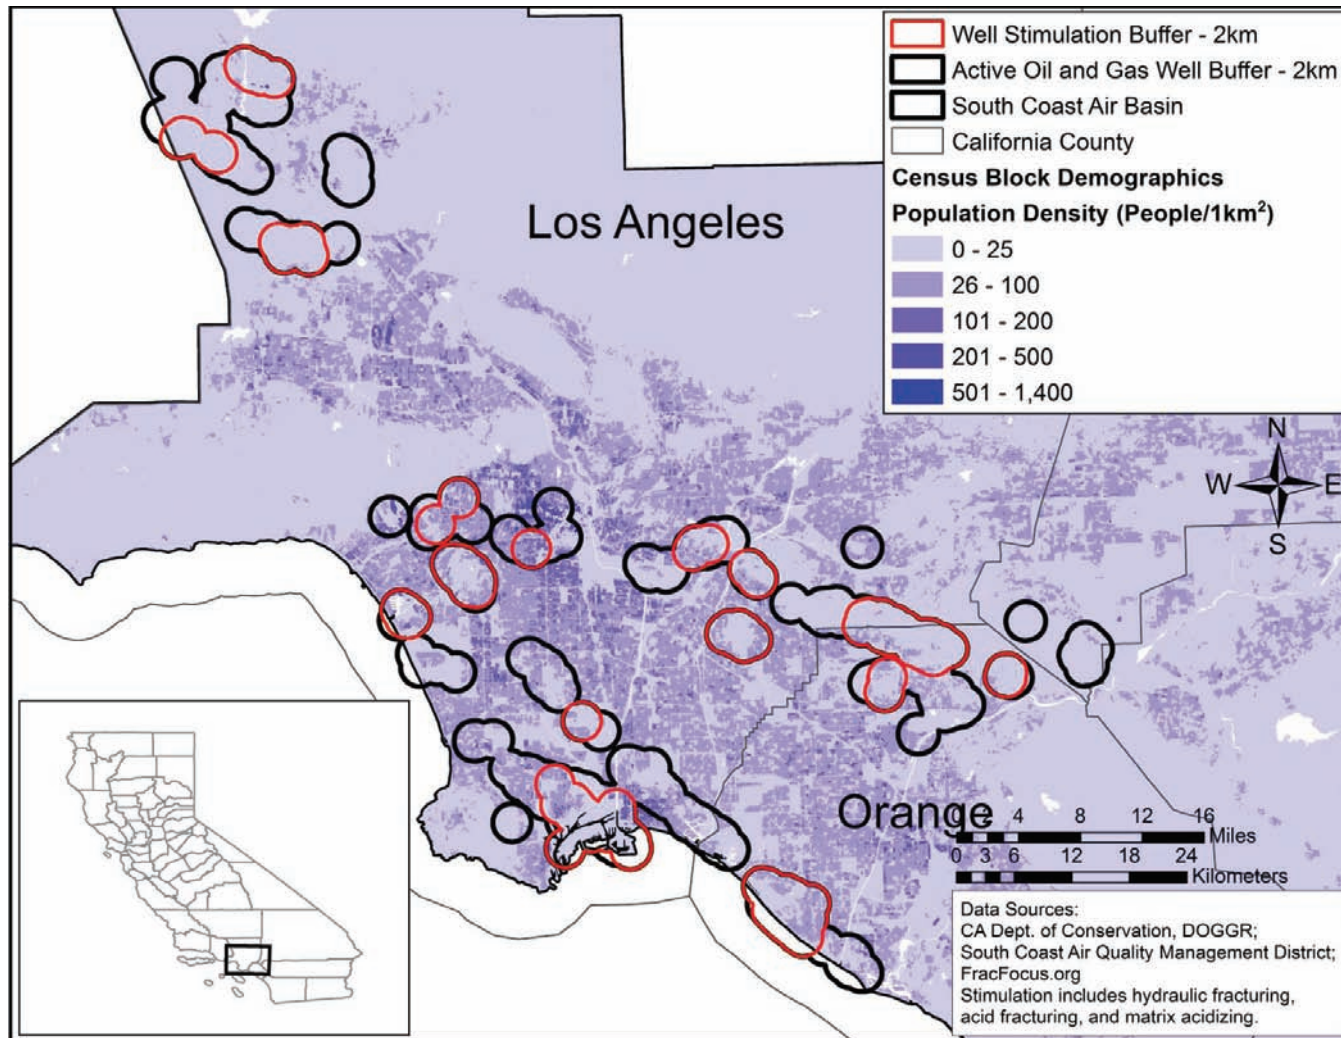 Well Stimulation Buffer - 2km
Active Oil and Gas Well Buffer - 2km
South Coast Air Basin
California County
Census Block Demographics
Population Density (People/1km²)
0 - 25
26 - 100
101 - 200
201 - 500
501 - 1,400
Los Angeles
N
W E
S
Orange
4 8 12 16
Miles
0 3 6 12 18 24
Kilometers
Data Sources:
CA Dept. of Conservation, DOGGR;
South Coast Air Quality Management District;
FracFocus.org
Stimulation includes hydraulic fracturing,
acid fracturing, and matrix acidizing.